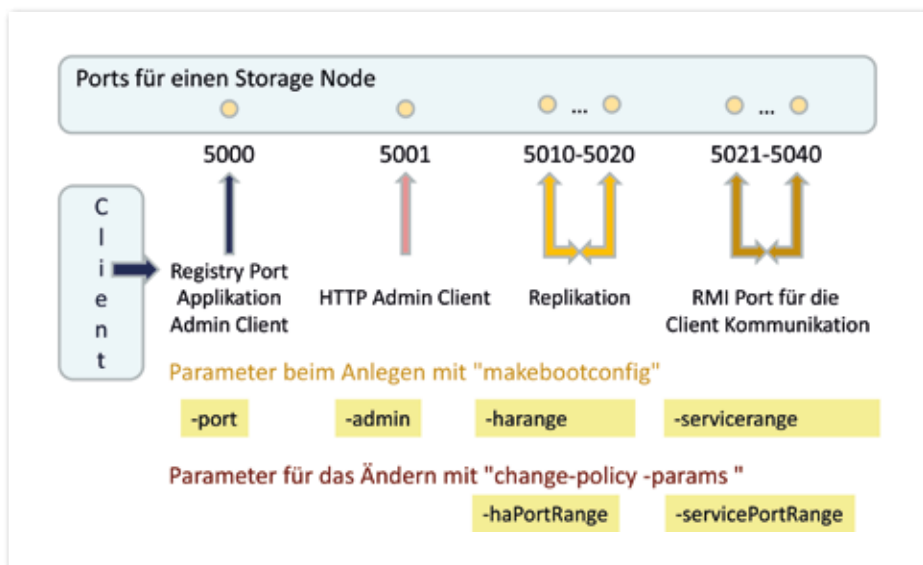 Ports für einen Storage Node
... ...
5000 5001 5010-5020 5021-5040
Client
Registry Port
Applikation
Admin Client
HTTP Admin Client
Replikation
RMI Port für die
Client Kommunikation
Parameter beim Anlegen mit "makebootconfig"
-port -admin -harange -servicerange
Parameter für das Ändern mit "change-policy -params "
-haPortRange -servicePortRange